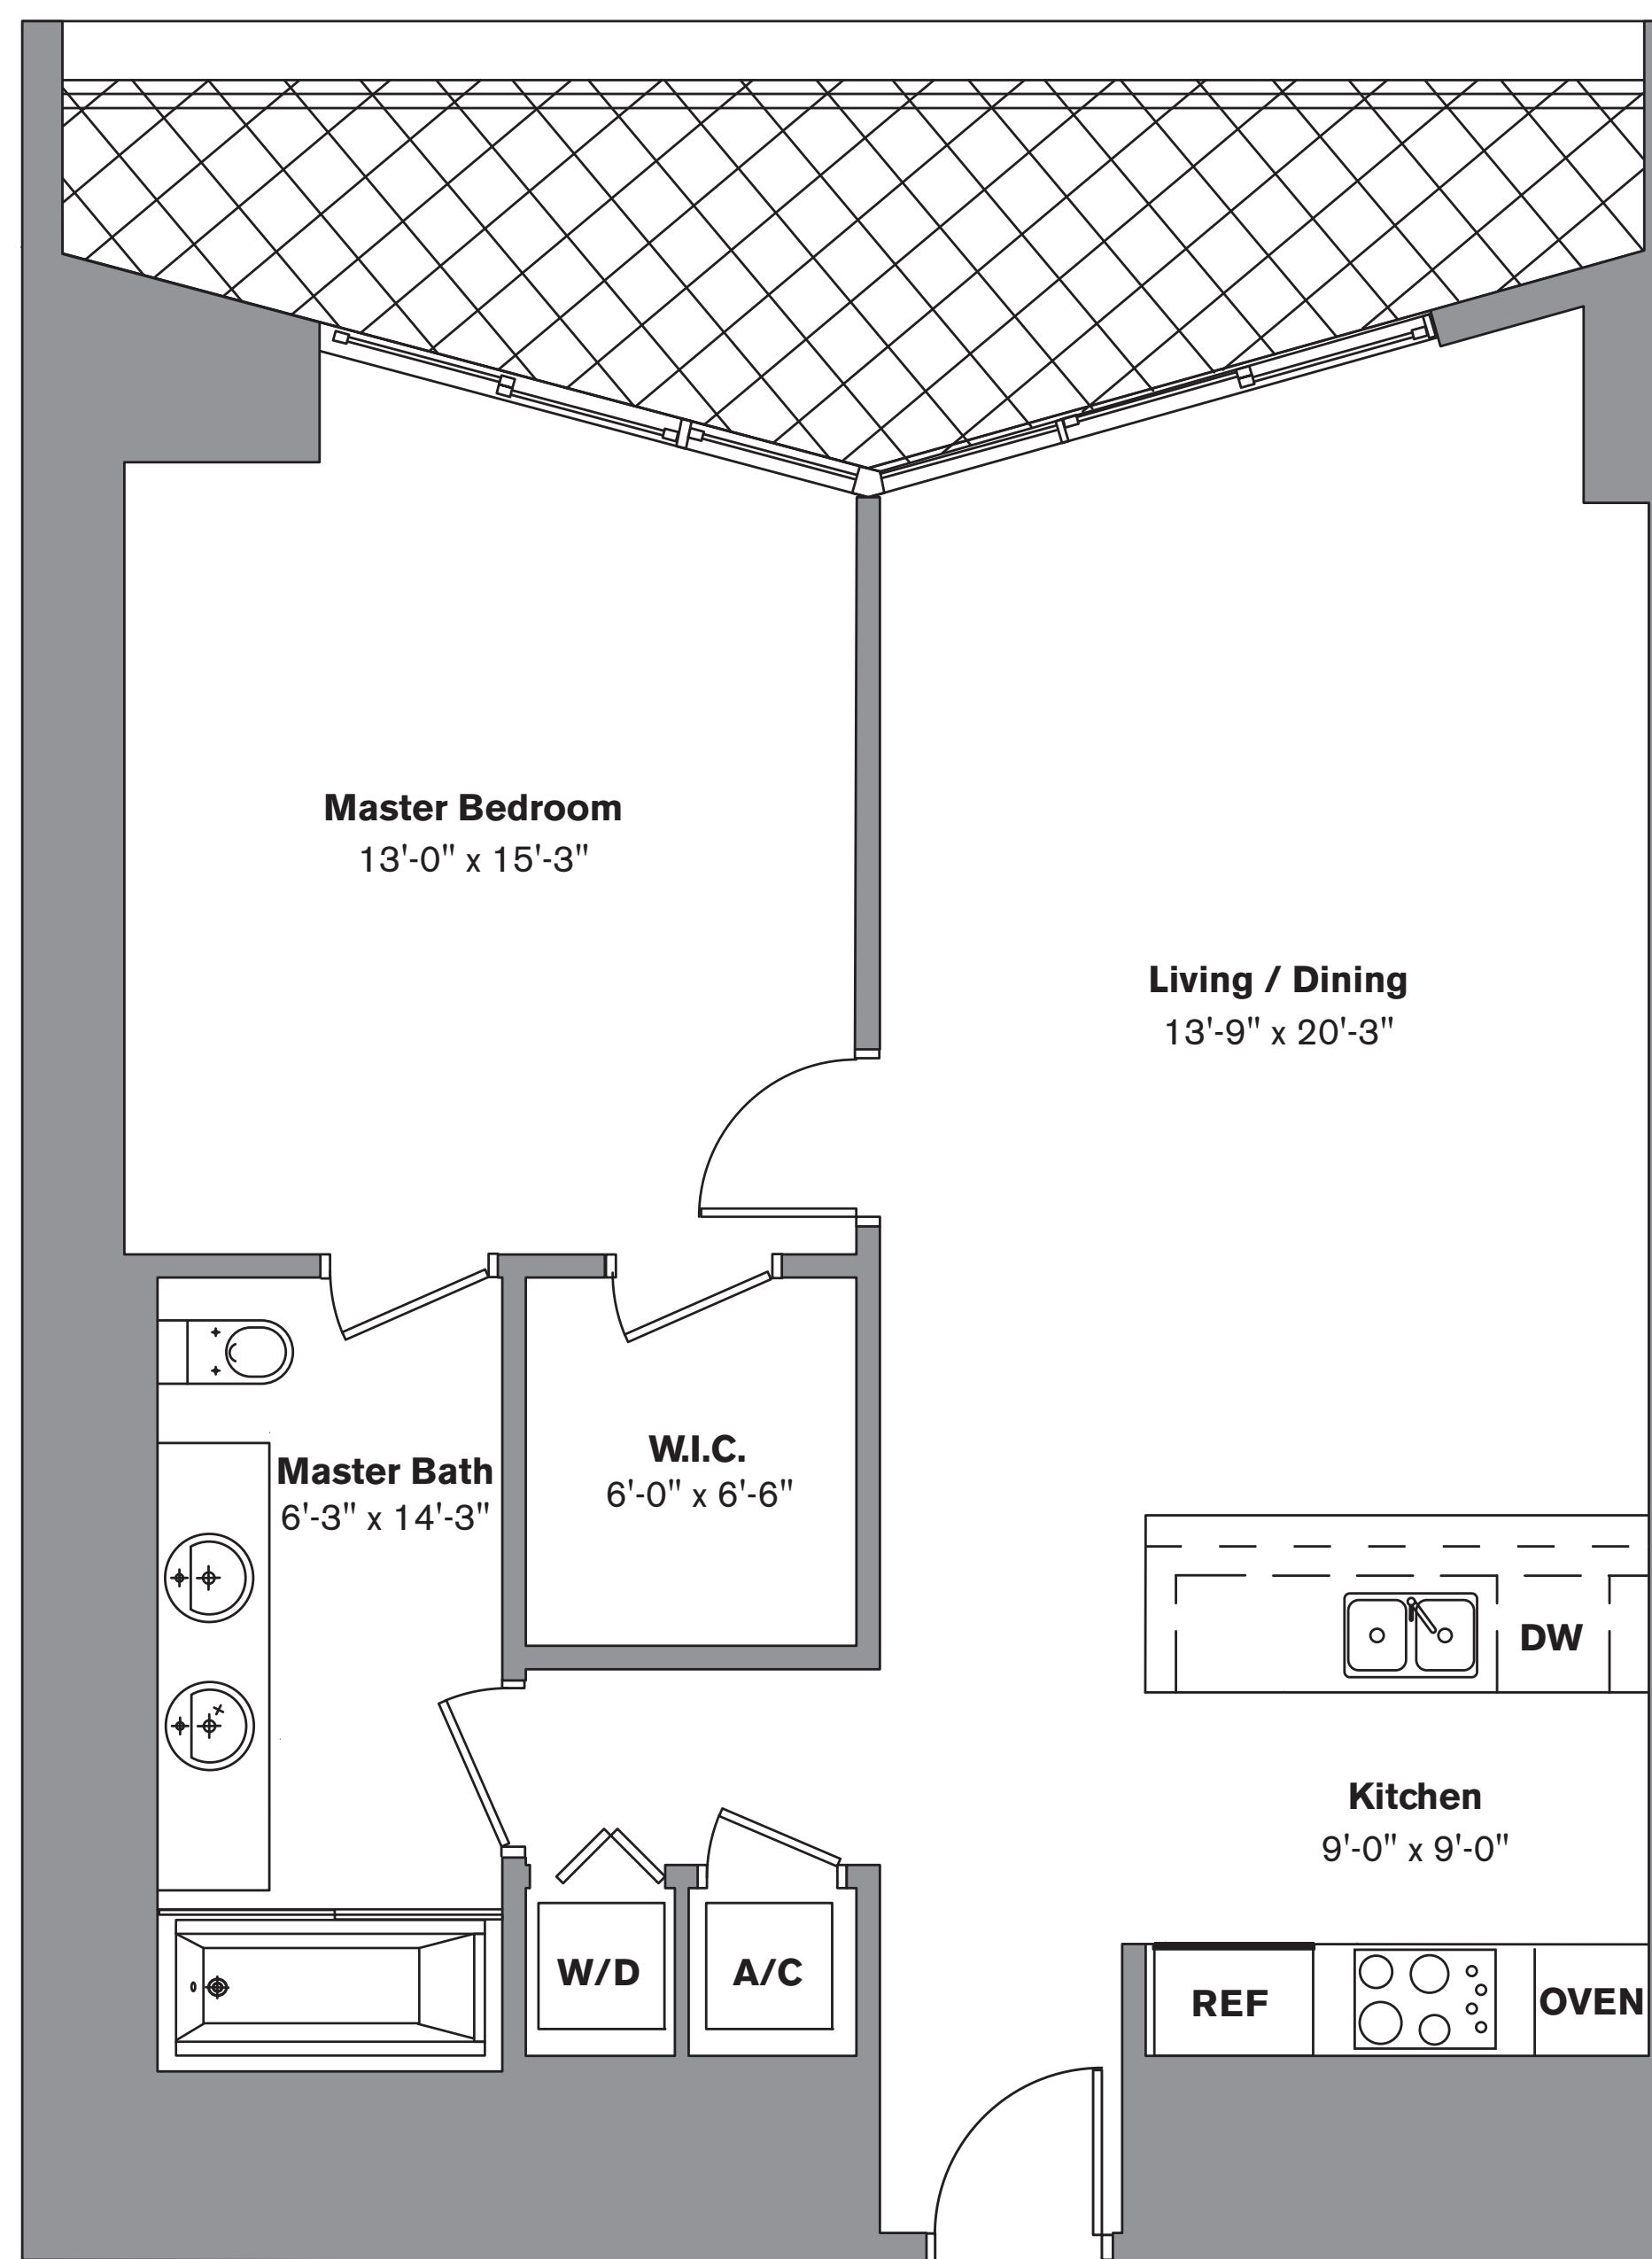 Master Bedroom
13'-0" x 15'-3"
Living / Dining
13'-9" x 20'-3"
W.I.C.
6'-0" x 6'-6"
Master Bath
6'-3" x 14'-3"
DW
Kitchen
9'-0" x 9'-0"
W/D
A/C
REF
OVEN